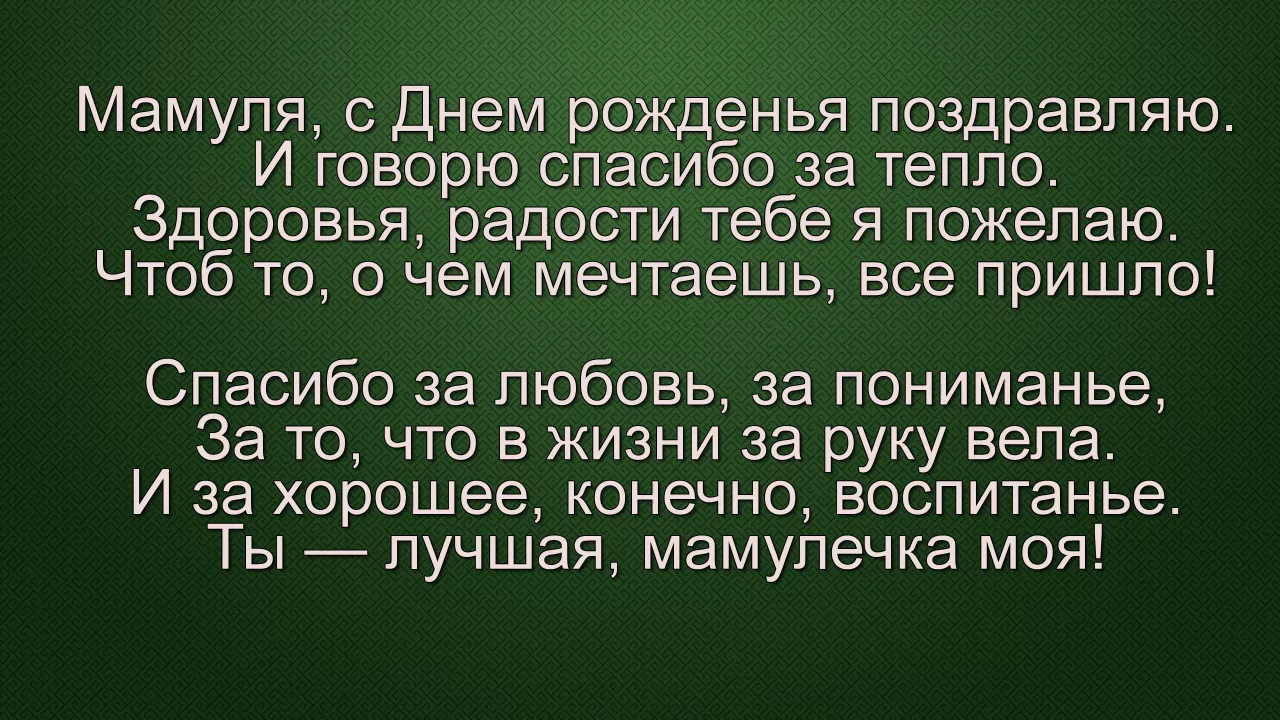 Мамуля, с Днем рожденья поздравляю.
И говорю спасибо за тепло.
Здоровья, радости тебе я пожелаю.
Чтоб то, о чем мечтаешь, все пришло!
Спасибо за любовь, за пониманье,
За то, что в жизни за руку вела.
И за хорошее, конечно, воспитанье.
Ты — лучшая, мамулечка моя!